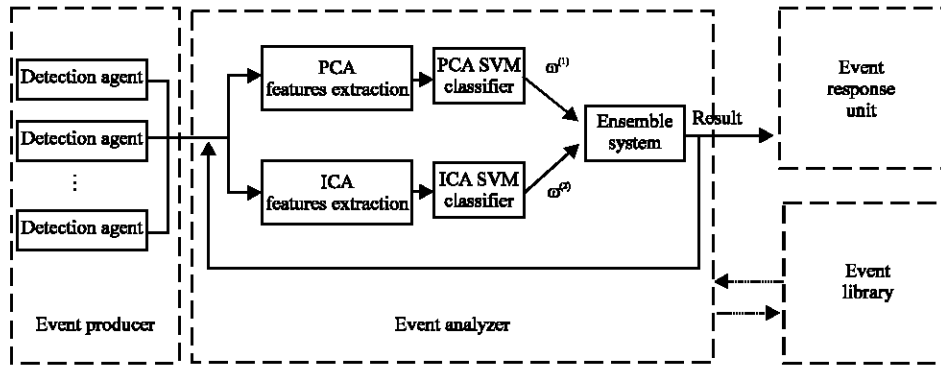 Detection agent
Detection agent
⋮
Detection agent
Event producer
PCA
features extraction
PCA SVM
classifier
ω(1)
ICA
features extraction
ICA SVM
classifier
ω(2)
Ensemble
system
Result
Event analyzer
Event
response
unit
Event
library